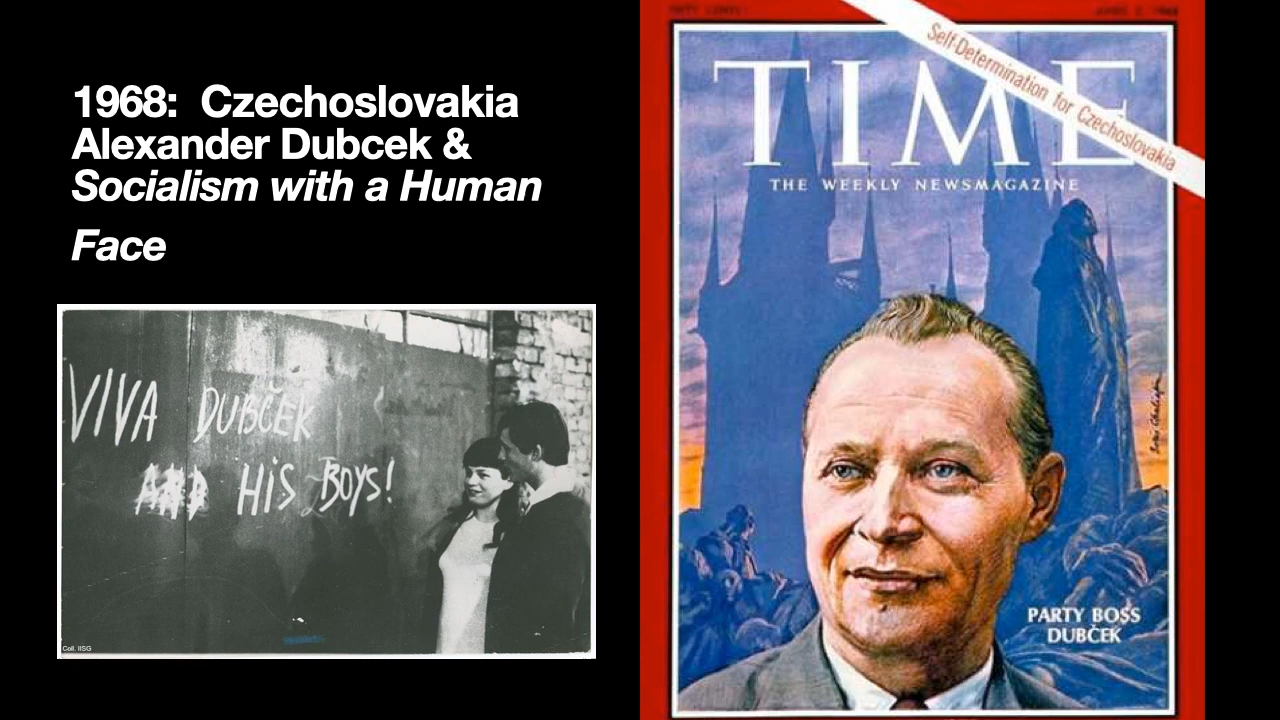 1968:  Czechoslovakia
Alexander Dubcek &
Socialism with a Human
Face
VIVA DUBČEK
AND HiS BOYS!
Coll. IISG
Self-Determination for Czechoslovakia
TIME
THE WEEKLY NEWSMAGAZINE
PARTY BOSS
DUBČEK